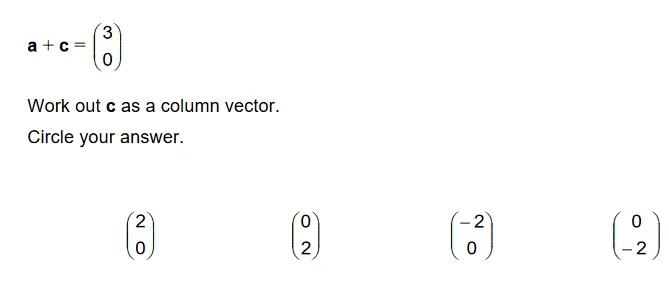 a + c = (3
0)
Work out c as a column vector.
Circle your answer.
(2
0) (0
2) (−2
0) (0
−2)